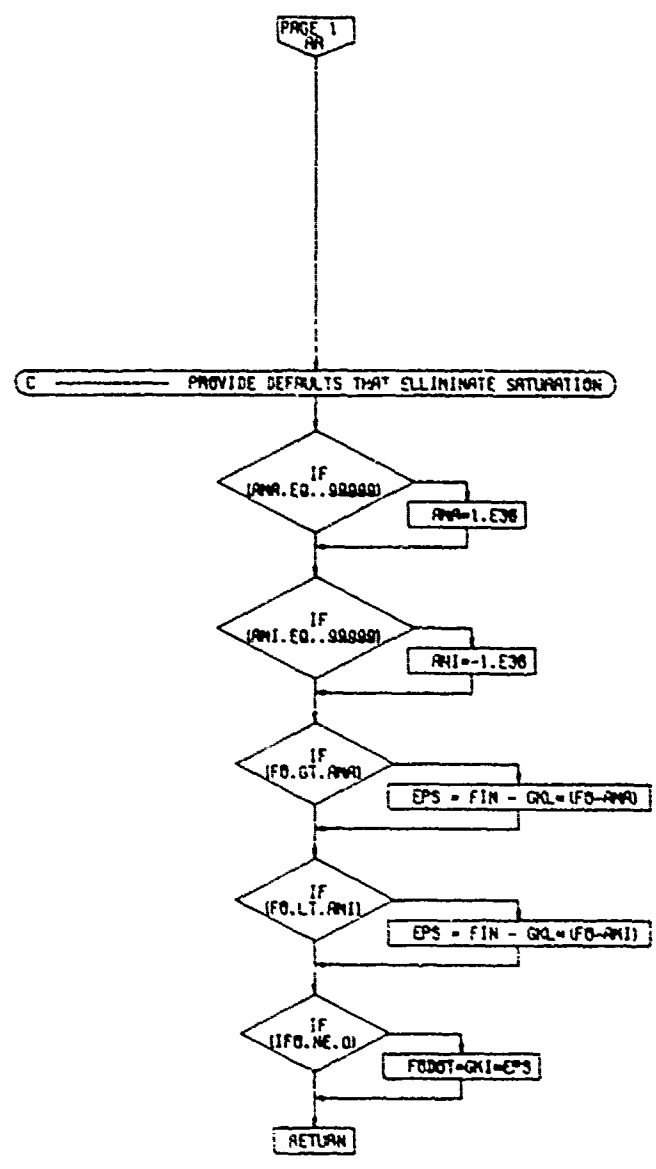 PAGE 1
AA
C ——————— PROVIDE DEFAULTS THAT ELLIMINATE SATURATION
IF
(AMA.EQ..99999)
AMA=1.E36
IF
(AMI.EQ..99999)
AMI=-1.E36
IF
(FO.GT.AMA)
EPS = FIN - GKL*(FO-AMA)
IF
(FO.LT.AMI)
EPS = FIN - GKL*(FO-AMI)
IF
(IFO.NE.0)
FODOT=GKI*EPS
RETURN